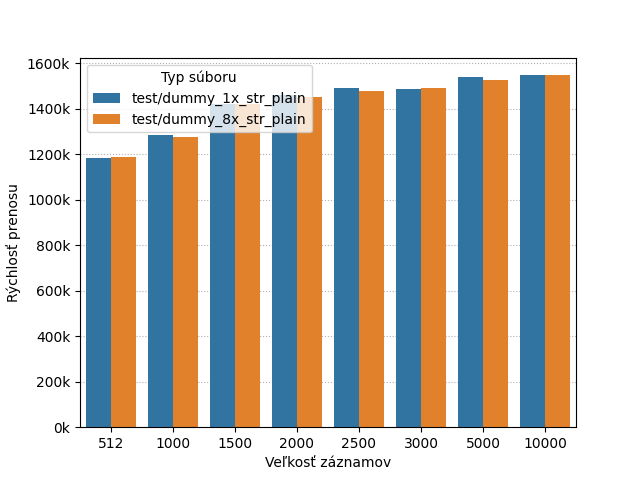 Typ súboru
test/dummy_1x_str_plain
test/dummy_8x_str_plain
1600k
1400k
1200k
1000k
800k
600k
400k
200k
0k
Rýchlosť prenosu
512 1000 1500 2000 2500 3000 5000 10000
Veľkosť záznamov